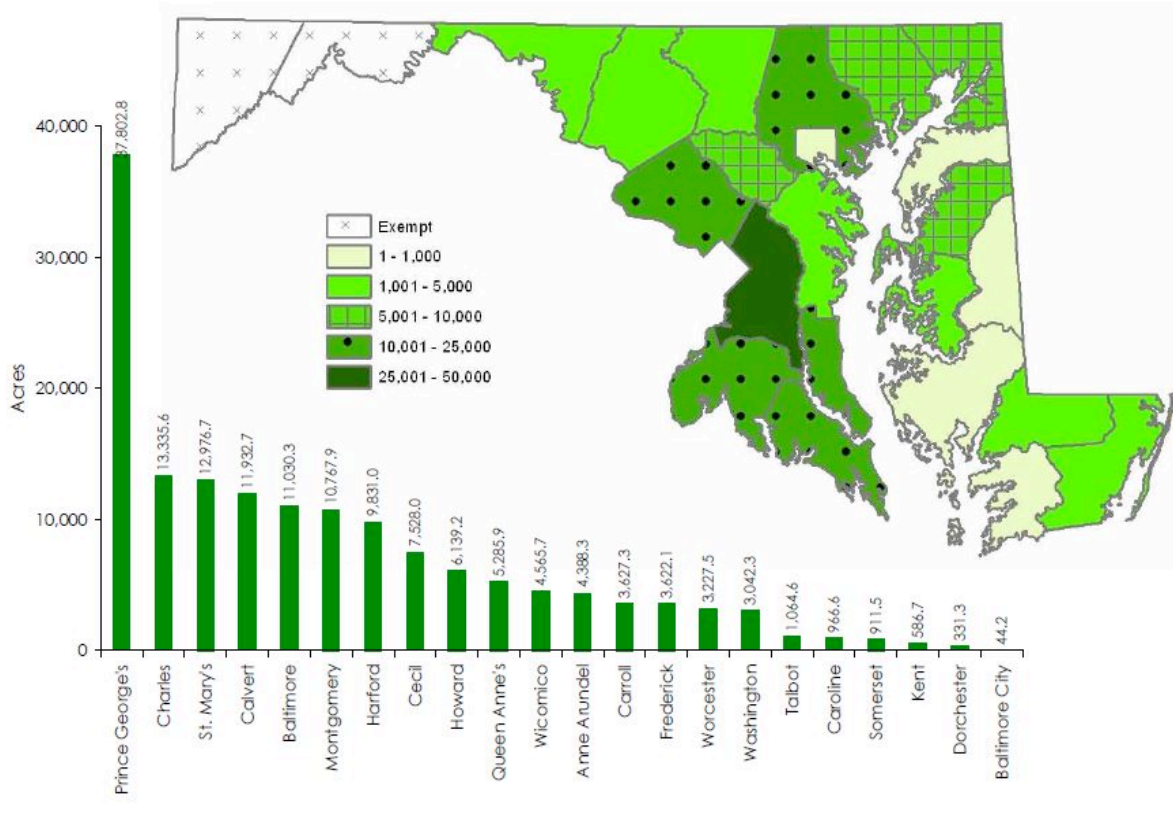 Exempt
1 - 1,000
1,001 - 5,000
5,001 - 10,000
10,001 - 25,000
25,001 - 50,000
Acres
40,000
30,000
20,000
10,000
0
37,802.8
13,335.6
12,976.7
11,932.7
11,030.3
10,767.9
9,831.0
7,528.0
6,139.2
5,285.9
4,565.7
4,388.3
3,627.3
3,622.1
3,227.5
3,042.3
1,064.6
966.6
911.5
586.7
331.3
44.2
Prince George's
Charles
St. Mary's
Calvert
Baltimore
Montgomery
Harford
Cecil
Howard
Queen Anne's
Wicomico
Anne Arundel
Carroll
Frederick
Worcester
Washington
Talbot
Caroline
Somerset
Kent
Dorchester
Baltimore City